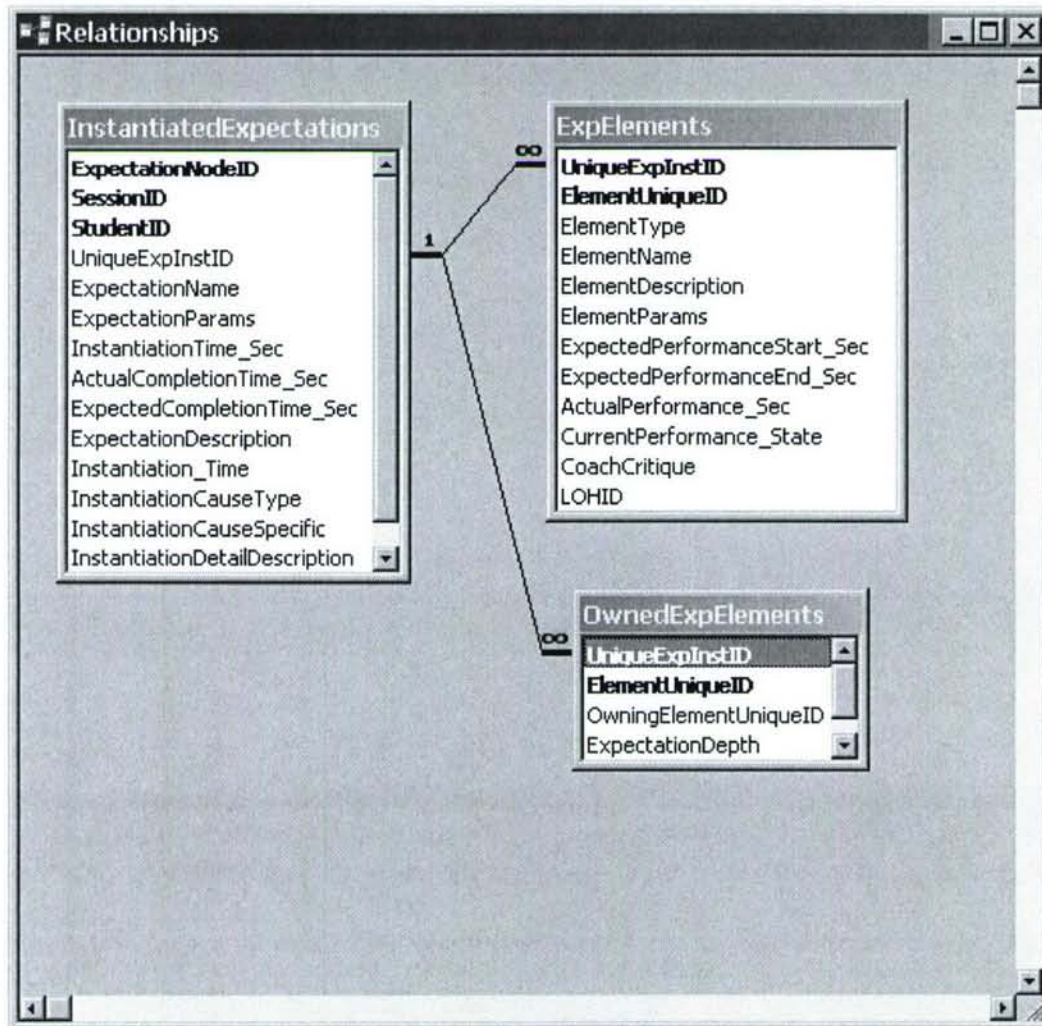 Relationships
InstantiatedExpectations
ExpectationNodeID
SessionID
StudentID
UniqueExpInstID
ExpectationName
ExpectationParams
InstantiationTime_Sec
ActualCompletionTime_Sec
ExpectedCompletionTime_Sec
ExpectationDescription
Instantiation_Time
InstantiationCauseType
InstantiationCauseSpecific
InstantiationDetailDescription
1
∞
ExpElements
UniqueExpInstID
ElementUniqueID
ElementType
ElementName
ElementDescription
ElementParams
ExpectedPerformanceStart_Sec
ExpectedPerformanceEnd_Sec
ActualPerformance_Sec
CurrentPerformance_State
CoachCritique
LOHID
∞
OwnedExpElements
UniqueExpInstID
ElementUniqueID
OwningElementUniqueID
ExpectationDepth